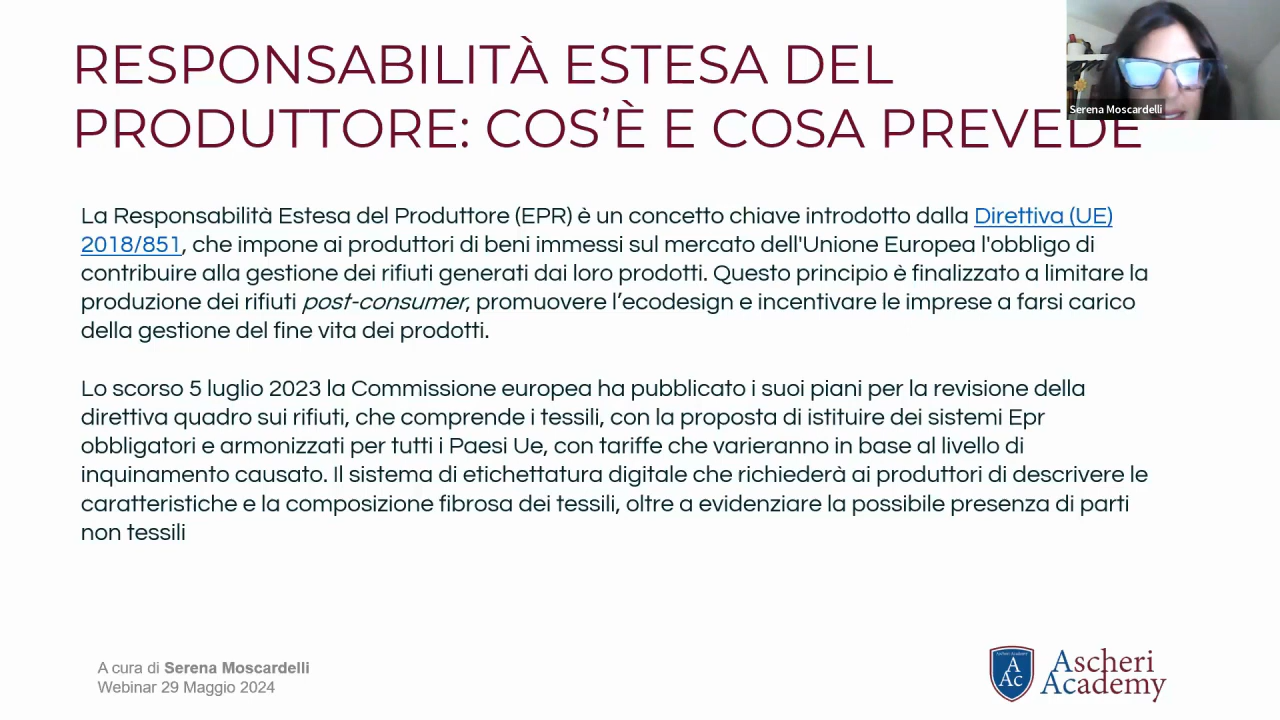 RESPONSABILITÀ ESTESA DEL
PRODUTTORE: COS’È E COSA PREVEDE
Serena Moscardelli
La Responsabilità Estesa del Produttore (EPR) è un concetto chiave introdotto dalla Direttiva (UE)
2018/851, che impone ai produttori di beni immessi sul mercato dell'Unione Europea l'obbligo di
contribuire alla gestione dei rifiuti generati dai loro prodotti. Questo principio è finalizzato a limitare la
produzione dei rifiuti post-consumer, promuovere l’ecodesign e incentivare le imprese a farsi carico
della gestione del fine vita dei prodotti.
Lo scorso 5 luglio 2023 la Commissione europea ha pubblicato i suoi piani per la revisione della
direttiva quadro sui rifiuti, che comprende i tessili, con la proposta di istituire dei sistemi Epr
obbligatori e armonizzati per tutti i Paesi Ue, con tariffe che varieranno in base al livello di
inquinamento causato. Il sistema di etichettatura digitale che richiederà ai produttori di descrivere le
caratteristiche e la composizione fibrosa dei tessili, oltre a evidenziare la possibile presenza di parti
non tessili
A cura di Serena Moscardelli
Webinar 29 Maggio 2024
Ascheri Academy
A
Ac
Ascheri
Academy